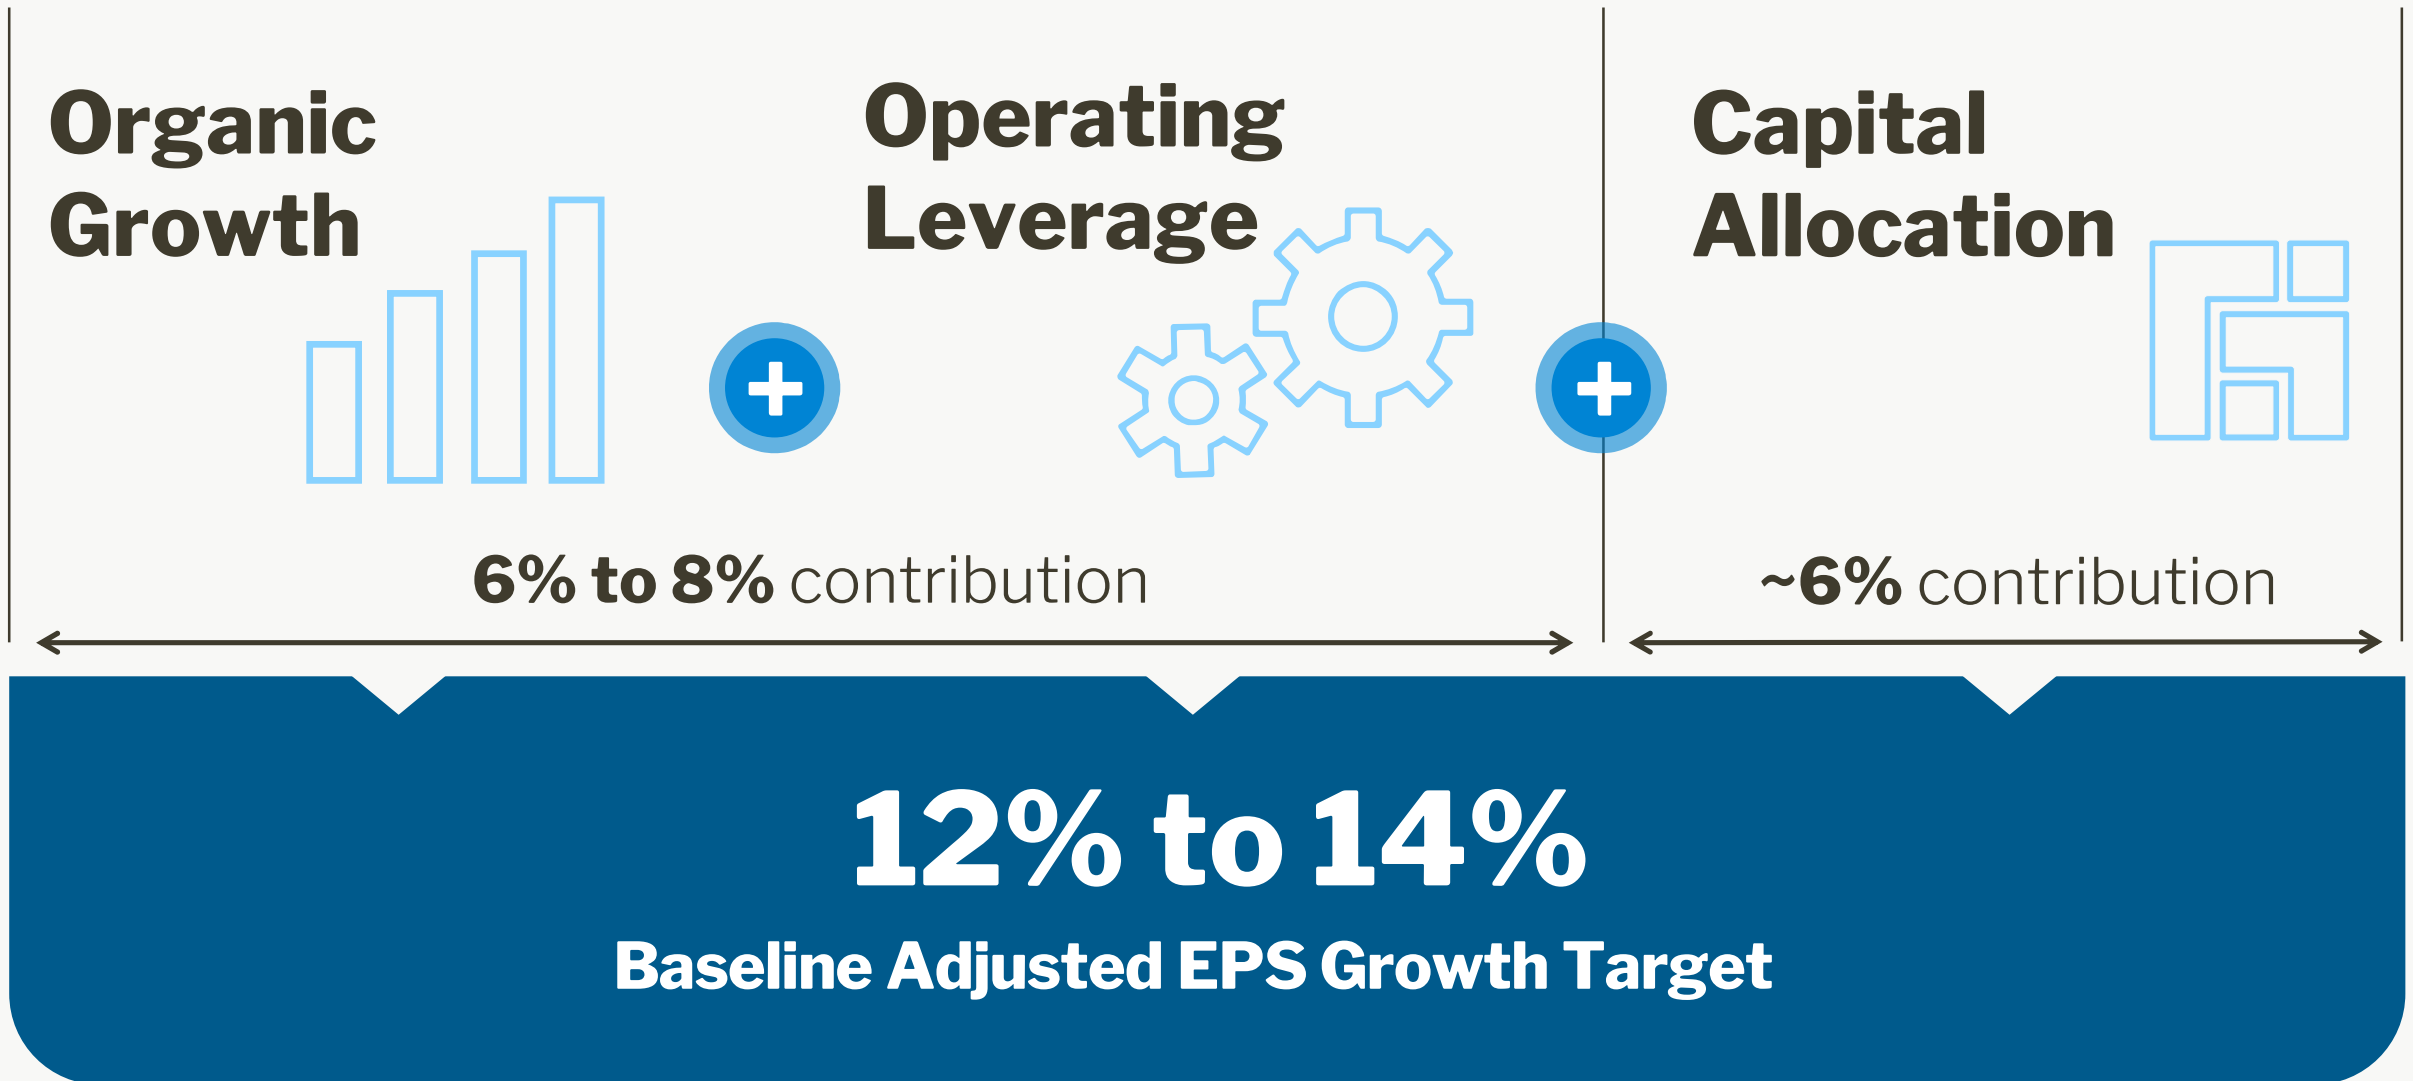 Organic
Growth
Operating
Leverage
Capital
Allocation
6% to 8% contribution
~6% contribution
12% to 14%
Baseline Adjusted EPS Growth Target